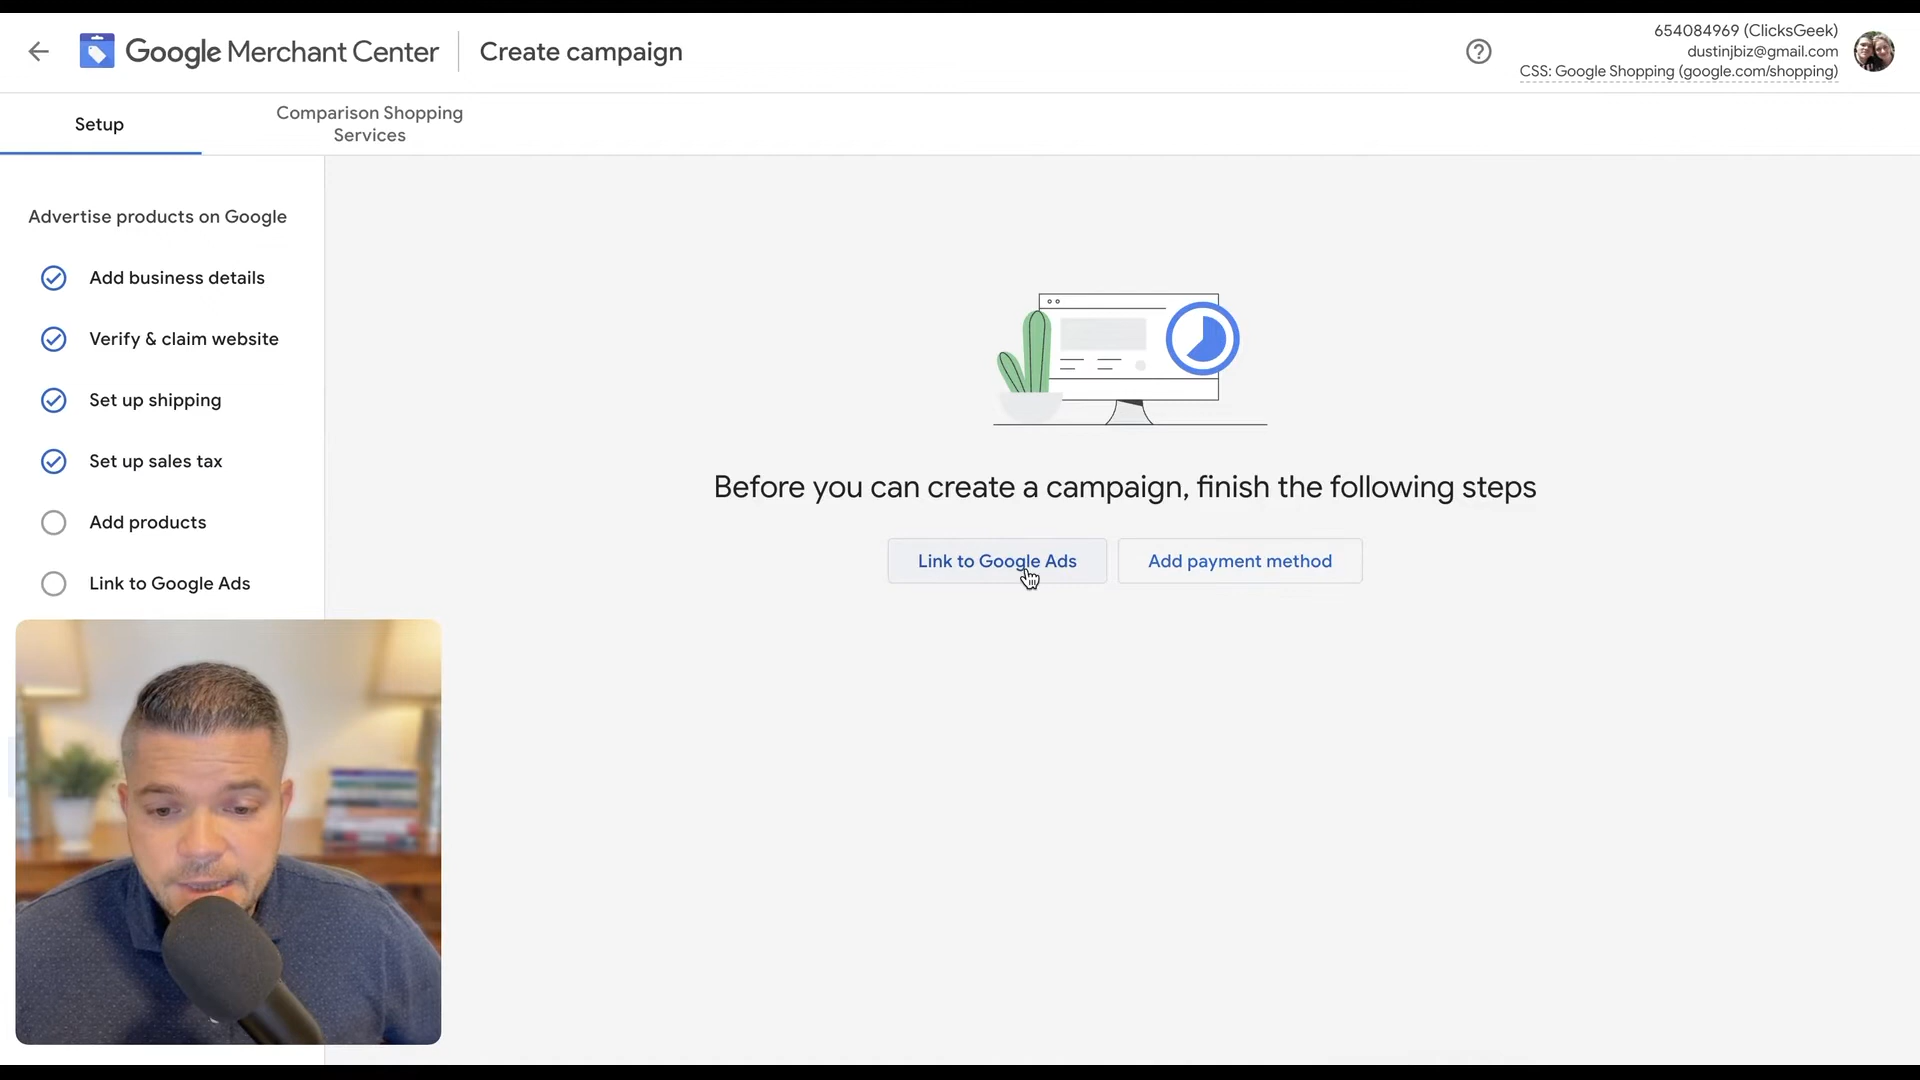 Google Merchant Center
Create campaign
654084969 (ClicksGeek)
dustinjbiz@gmail.com
CSS: Google Shopping (google.com/shopping)
Setup
Comparison Shopping
Services
Advertise products on Google
Add business details
Verify & claim website
Set up shipping
Set up sales tax
Add products
Link to Google Ads
Before you can create a campaign, finish the following steps
Link to Google Ads
Add payment method